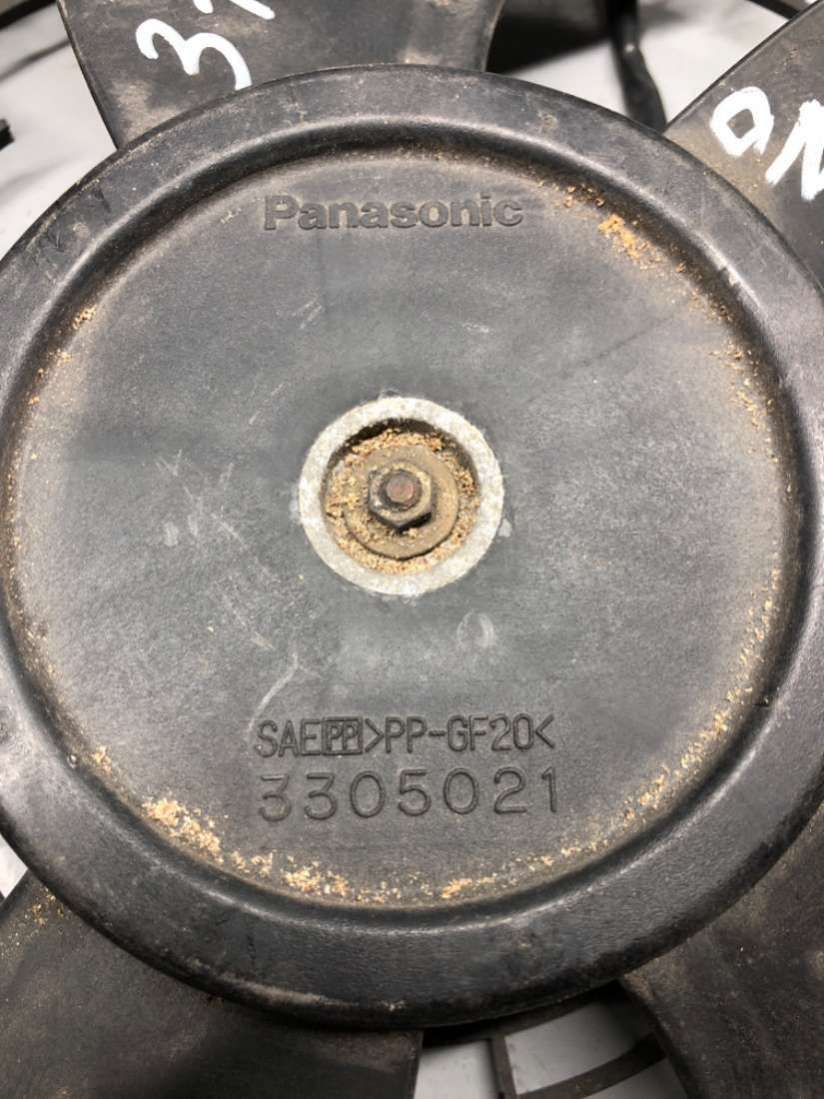 Panasonic
SAE PP >PP-GF20<
3305021